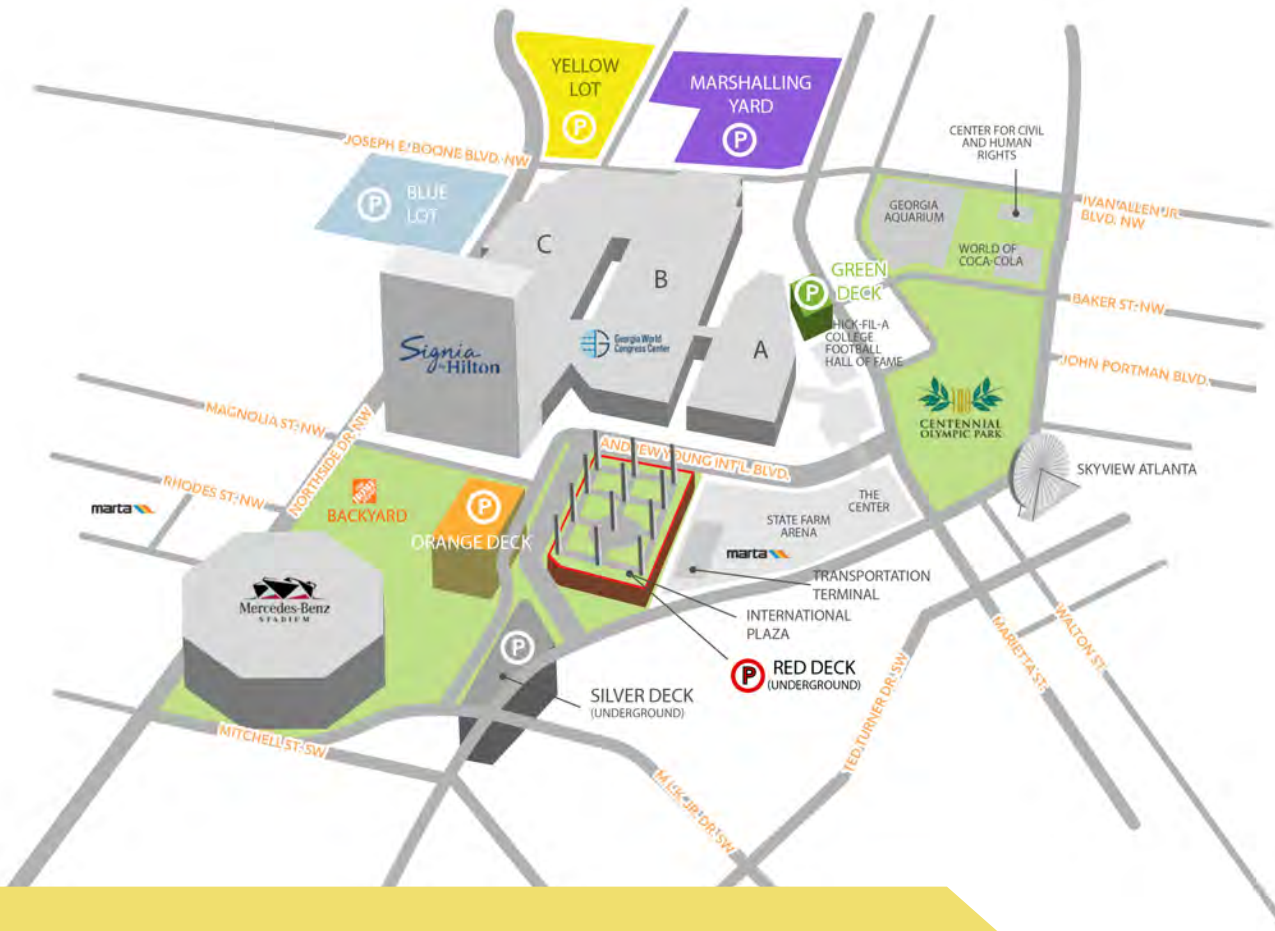 YELLOW
LOT
P
MARSHALLING
YARD
P
CENTER FOR CIVIL
AND HUMAN
RIGHTS
JOSEPH E. BOONE BLVD. NW
P
BLUE
LOT
GEORGIA
AQUARIUM
IVAN ALLEN JR.
BLVD. NW
WORLD OF
COCA-COLA
C
B
A
GREEN
DECK
P
BAKER ST. NW
HICK-FIL-A
COLLEGE
FOOTBALL
HALL OF FAME
Signia
by Hilton
Georgia World
Congress Center
JOHN PORTMAN BLVD.
CENTENNIAL
OLYMPIC PARK
MAGNOLIA ST. NW
NORTHSIDE DR. NW
ANDREW YOUNG INT'L. BLVD.
SKYVIEW ATLANTA
RHODES ST. NW
marta
BACKYARD
P
ORANGE DECK
THE
CENTER
STATE FARM
ARENA
marta
TRANSPORTATION
TERMINAL
Mercedes-Benz
STADIUM
INTERNATIONAL
PLAZA
P
P
RED DECK
(UNDERGROUND)
SILVER DECK
(UNDERGROUND)
WALTON ST.
MARIETTA ST.
TED TURNER DR. SW
MITCHELL ST. SW
M.L.K. JR. DR. SW